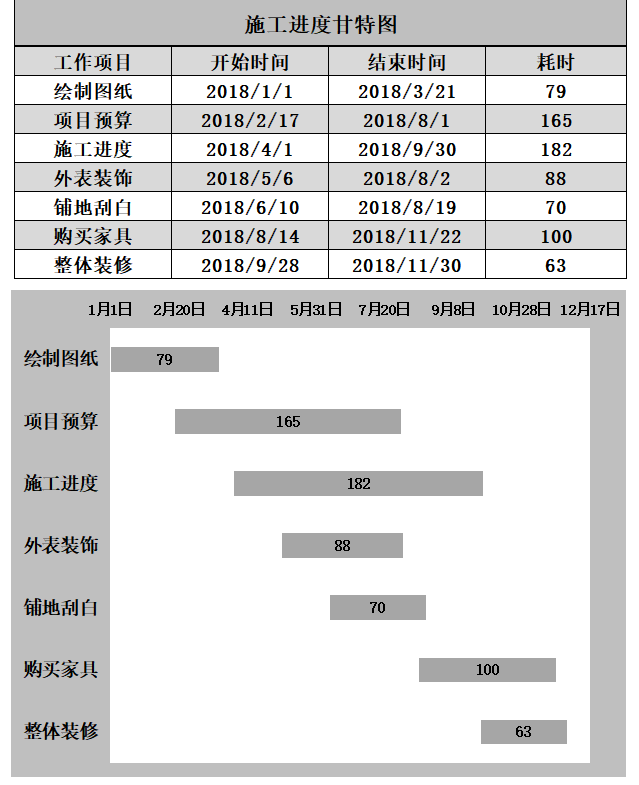 施工进度甘特图
工作项目 开始时间 结束时间 耗时
绘制图纸 2018/1/1 2018/3/21 79
项目预算 2018/2/17 2018/8/1 165
施工进度 2018/4/1 2018/9/30 182
外表装饰 2018/5/6 2018/8/2 88
铺地刮白 2018/6/10 2018/8/19 70
购买家具 2018/8/14 2018/11/22 100
整体装修 2018/9/28 2018/11/30 63
1月1日 2月20日 4月11日 5月31日 7月20日 9月8日 10月28日 12月17日
绘制图纸 79
项目预算 165
施工进度 182
外表装饰 88
铺地刮白 70
购买家具 100
整体装修 63